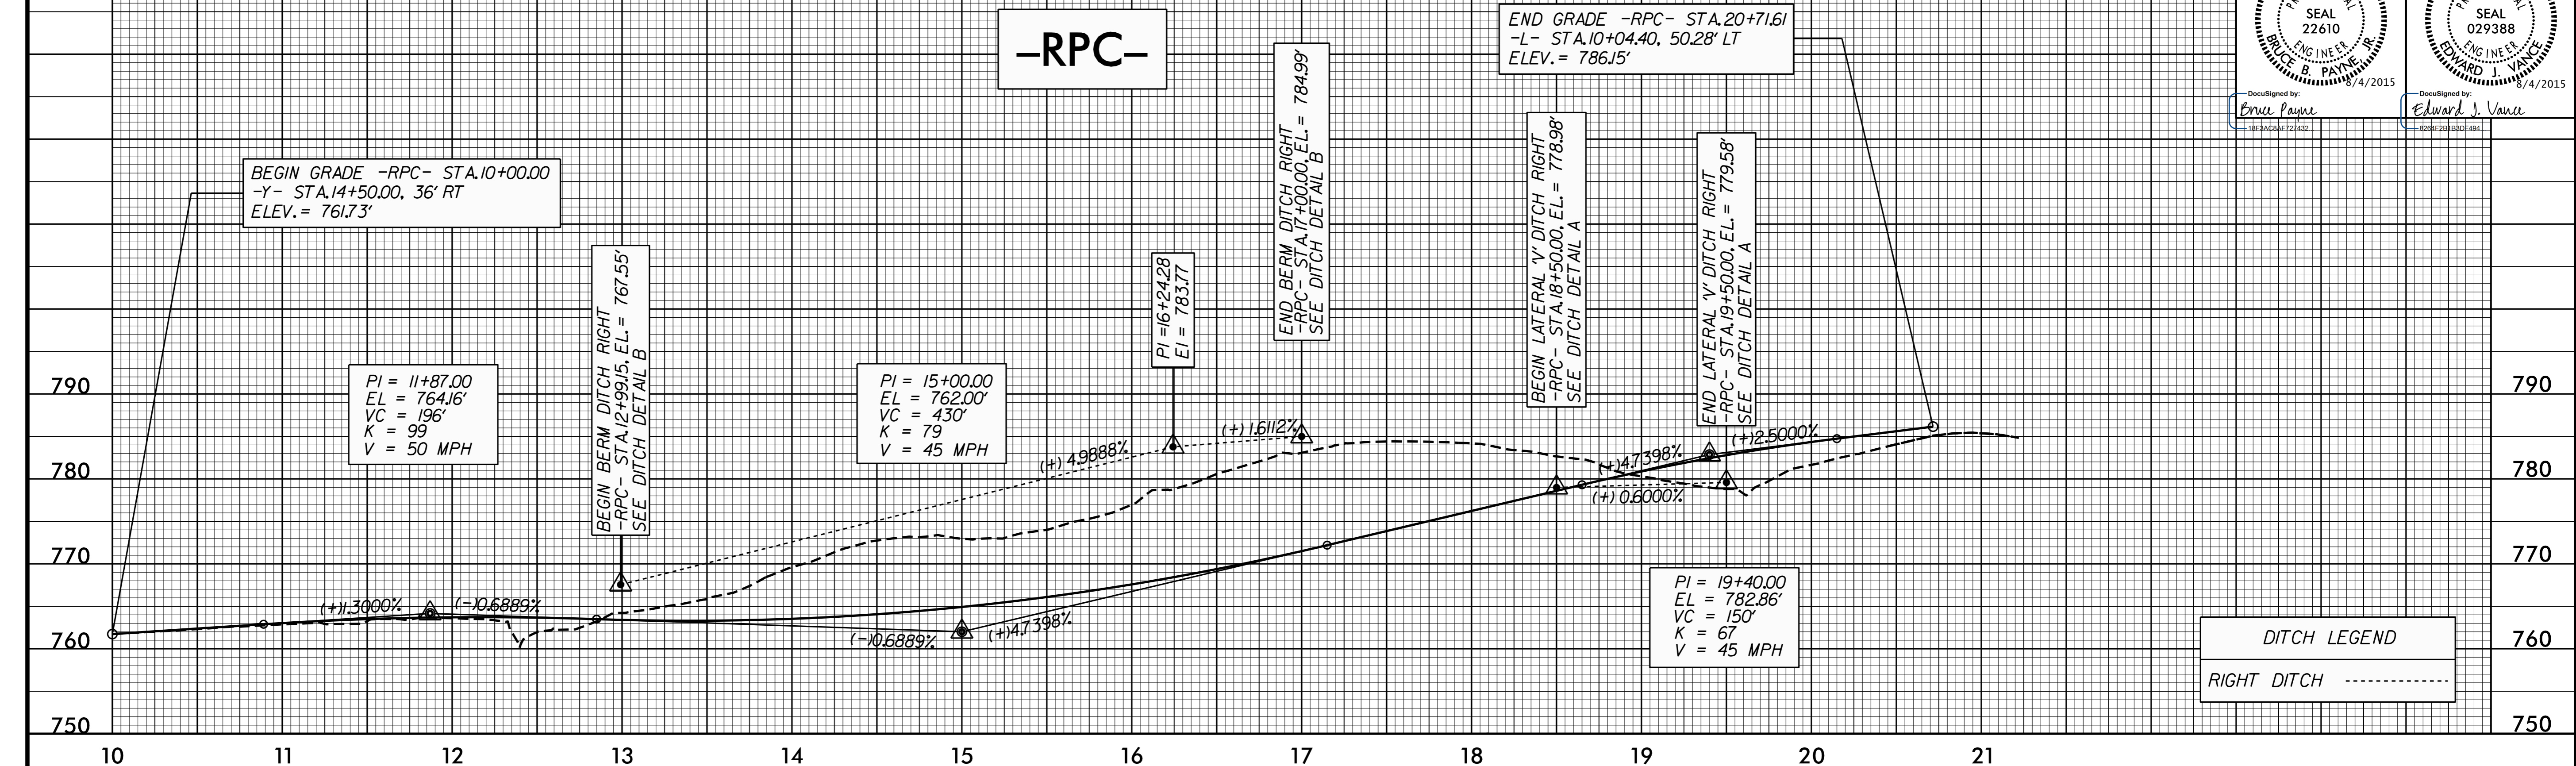 -RPC-
END GRADE -RPC- STA.20+71.61
-L- STA.10+04.40, 50.28' LT
ELEV. = 786.15'
SEAL
22610
ENGINEER
BRUCE B. PAYNE, JR.
8/4/2015
DocuSigned by:
Bruce Payne
18F3AC8AF727432
SEAL
029388
ENGINEER
EDWARD J. VANCE
8/4/2015
DocuSigned by:
Edward J. Vance
8264F2B1B3DF494
BEGIN GRADE -RPC- STA.10+00.00
-Y- STA.14+50.00, 36' RT
ELEV. = 761.73'
BEGIN BERM DITCH RIGHT
-RPC- STA.12+99.15, EL. = 767.55'
SEE DITCH DETAIL B
PI =16+24.28
El = 783.77
END BERM DITCH RIGHT
-RPC- STA.17+00.00, EL. = 784.99'
SEE DITCH DETAIL B
BEGIN LATERAL 'V' DITCH RIGHT
-RPC- STA.18+50.00, EL. = 778.98'
SEE DITCH DETAIL A
END LATERAL 'V' DITCH RIGHT
-RPC- STA.19+50.00, EL. = 779.58'
SEE DITCH DETAIL A
PI = 11+87.00
EL = 764.16'
VC = 196'
K = 99
V = 50 MPH
PI = 15+00.00
EL = 762.00'
VC = 430'
K = 79
V = 45 MPH
PI = 19+40.00
EL = 782.86'
VC = 150'
K = 67
V = 45 MPH
(+)1.3000%
(-)0.6889%
(-)0.6889%
(+)4.7398%
(+) 4.9888%
(+) 1.6112%
(+)4.7398%
(+)2.5000%
(+) 0.6000%
790
780
770
760
750
790
780
770
760
750
DITCH LEGEND
RIGHT DITCH
10 11 12 13 14 15 16 17 18 19 20 21